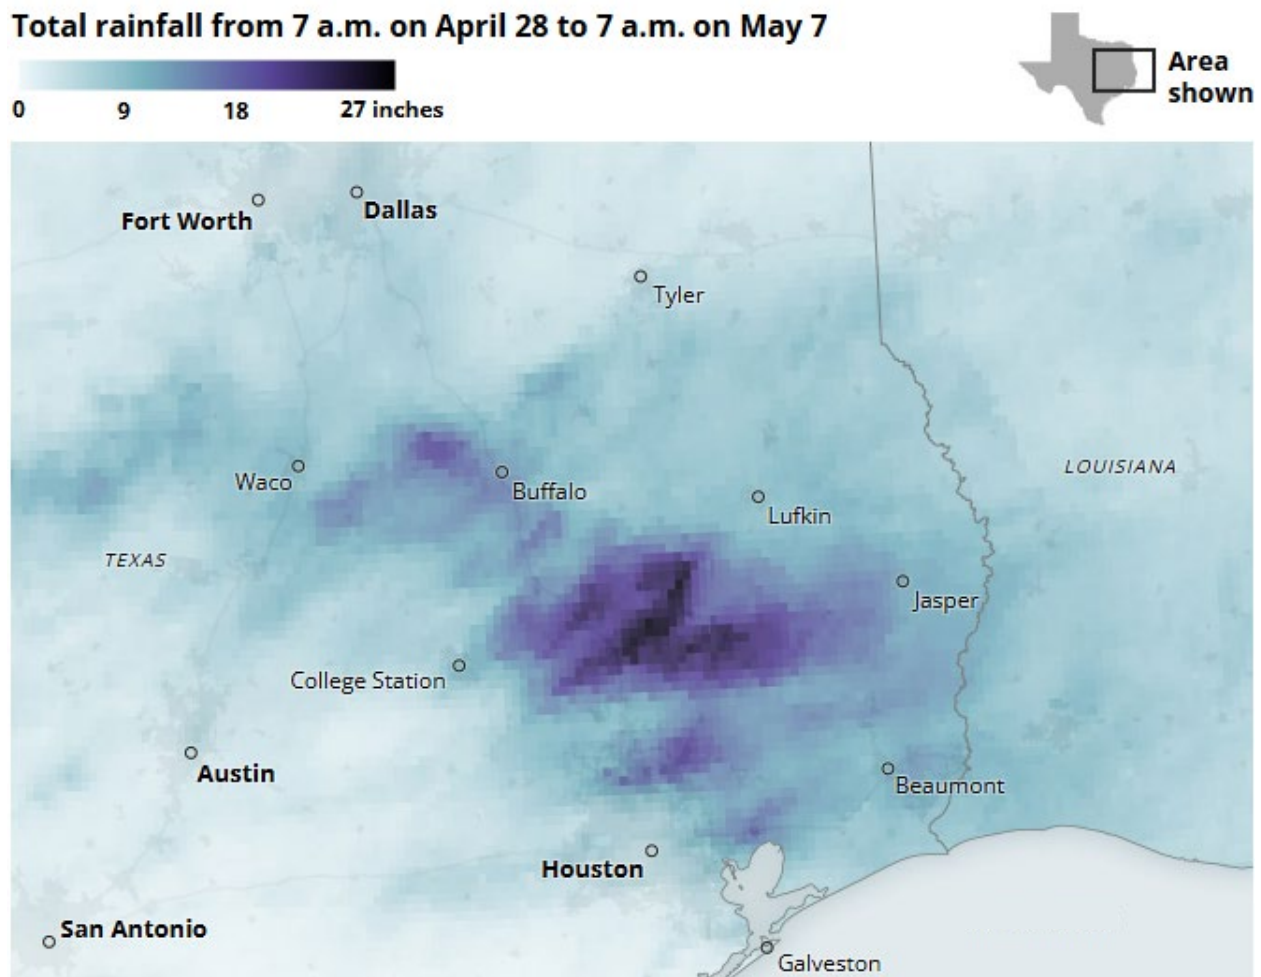 Total rainfall from 7 a.m. on April 28 to 7 a.m. on May 7
0 9 18 27 inches
Area
shown
Fort Worth
Dallas
Tyler
Waco
Buffalo
LOUISIANA
Lufkin
TEXAS
Jasper
College Station
Austin
Beaumont
Houston
San Antonio
Galveston